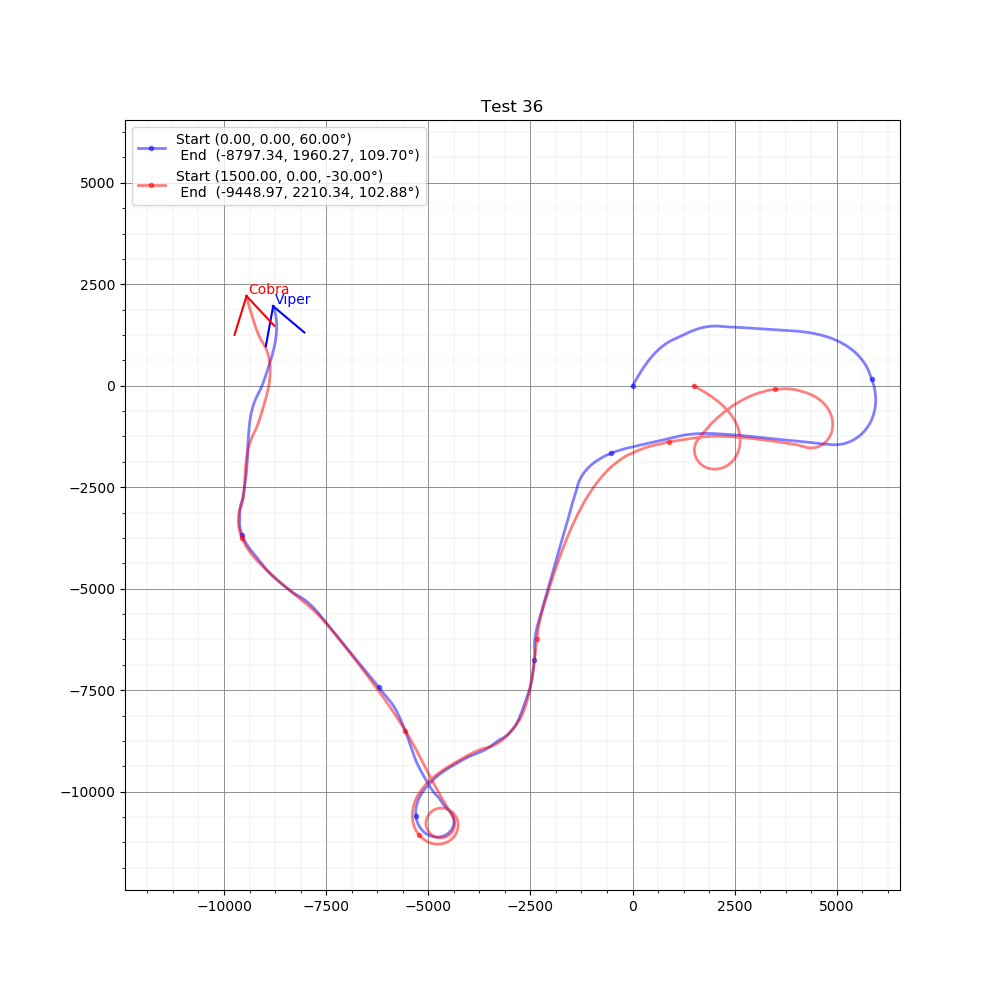 Test 36
Start (0.00, 0.00, 60.00°)
End (-8797.34, 1960.27, 109.70°)
Start (1500.00, 0.00, -30.00°)
End (-9448.97, 2210.34, 102.88°)
5000
2500
0
−2500
−5000
−7500
−10000
Cobra
Viper
−10000 −7500 −5000 −2500 0 2500 5000